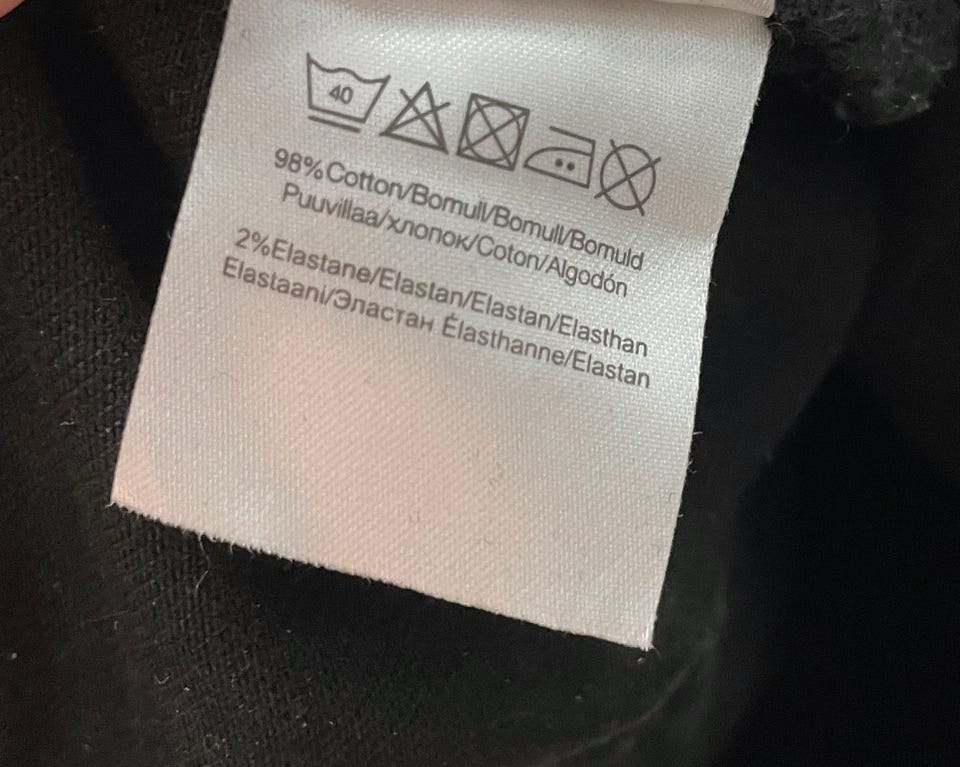 40
98% Cotton/Bomull/Bomull/Bomuld
Puuvillaa/хлопок/Coton/Algodón
2%Elastane/Elastan/Elastan/Elasthan
Elastaani/Эластан Élasthanne/Elastan